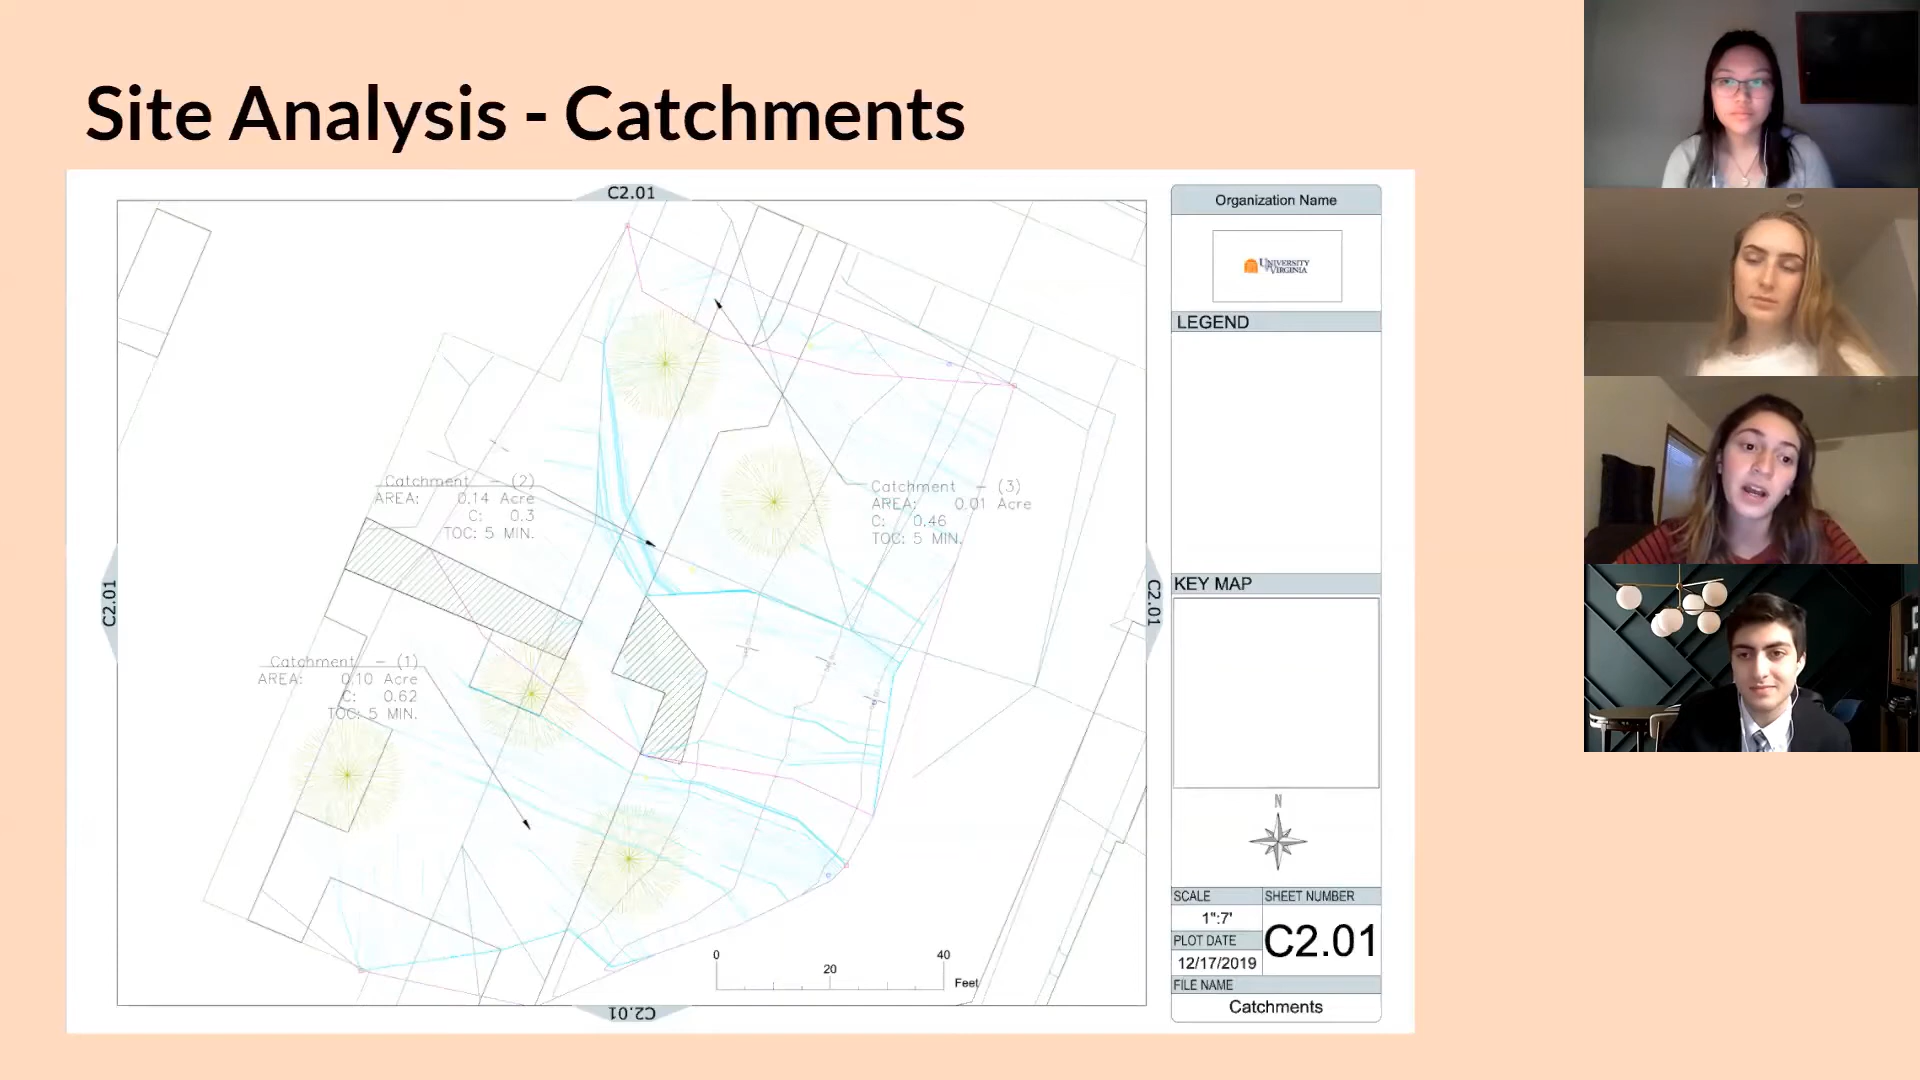 Site Analysis - Catchments
C2.01
Organization Name
UNIVERSITY
of VIRGINIA
LEGEND
Catchment - (2)
AREA: 0.14 Acre
C: 0.3
TOC: 5 MIN.
Catchment - (3)
AREA: 0.01 Acre
C: 0.46
TOC: 5 MIN.
C2.01
C2.01
KEY MAP
Catchment - (1)
AREA: 0.10 Acre
C: 0.62
TOC: 5 MIN.
N
SCALE
1":7'
SHEET NUMBER
C2.01
PLOT DATE
12/17/2019
0 20 40
Feet
FILE NAME
Catchments
C2.01